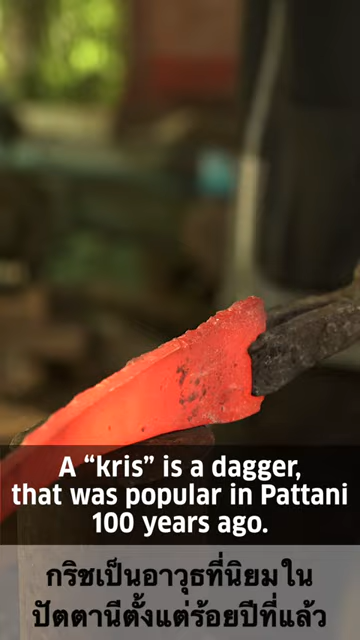 A “kris” is a dagger,
that was popular in Pattani
100 years ago.
กริชเป็นอาวุธที่นิยมใน
ปัตตานีตั้งแต่ร้อยปีที่แล้ว